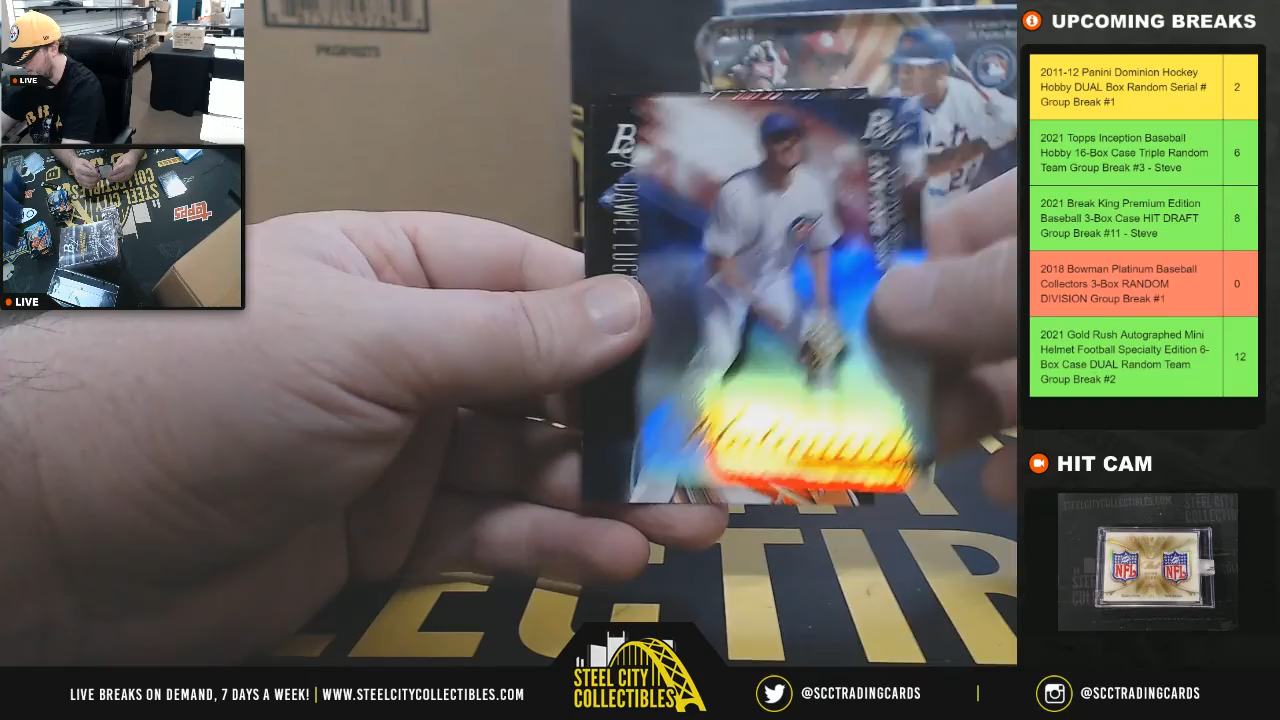 LIVE
LIVE
topps
DAWEL LUG
UPCOMING BREAKS
2011-12 Panini Dominion Hockey
Hobby DUAL Box Random Serial #
Group Break #1
2
2021 Topps Inception Baseball
Hobby 16-Box Case Triple Random
Team Group Break #3 - Steve
6
2021 Break King Premium Edition
Baseball 3-Box Case HIT DRAFT
Group Break #11 - Steve
8
2018 Bowman Platinum Baseball
Collectors 3-Box RANDOM
DIVISION Group Break #1
0
2021 Gold Rush Autographed Mini
Helmet Football Specialty Edition 6-
Box Case DUAL Random Team
Group Break #2
12
HIT CAM
NFL
NFL
LIVE BREAKS ON DEMAND, 7 DAYS A WEEK! | WWW.STEELCITYCOLLECTIBLES.COM
STEEL CITY
COLLECTIBLES
@SCCTRADINGCARDS
@SCCTRADINGCARDS